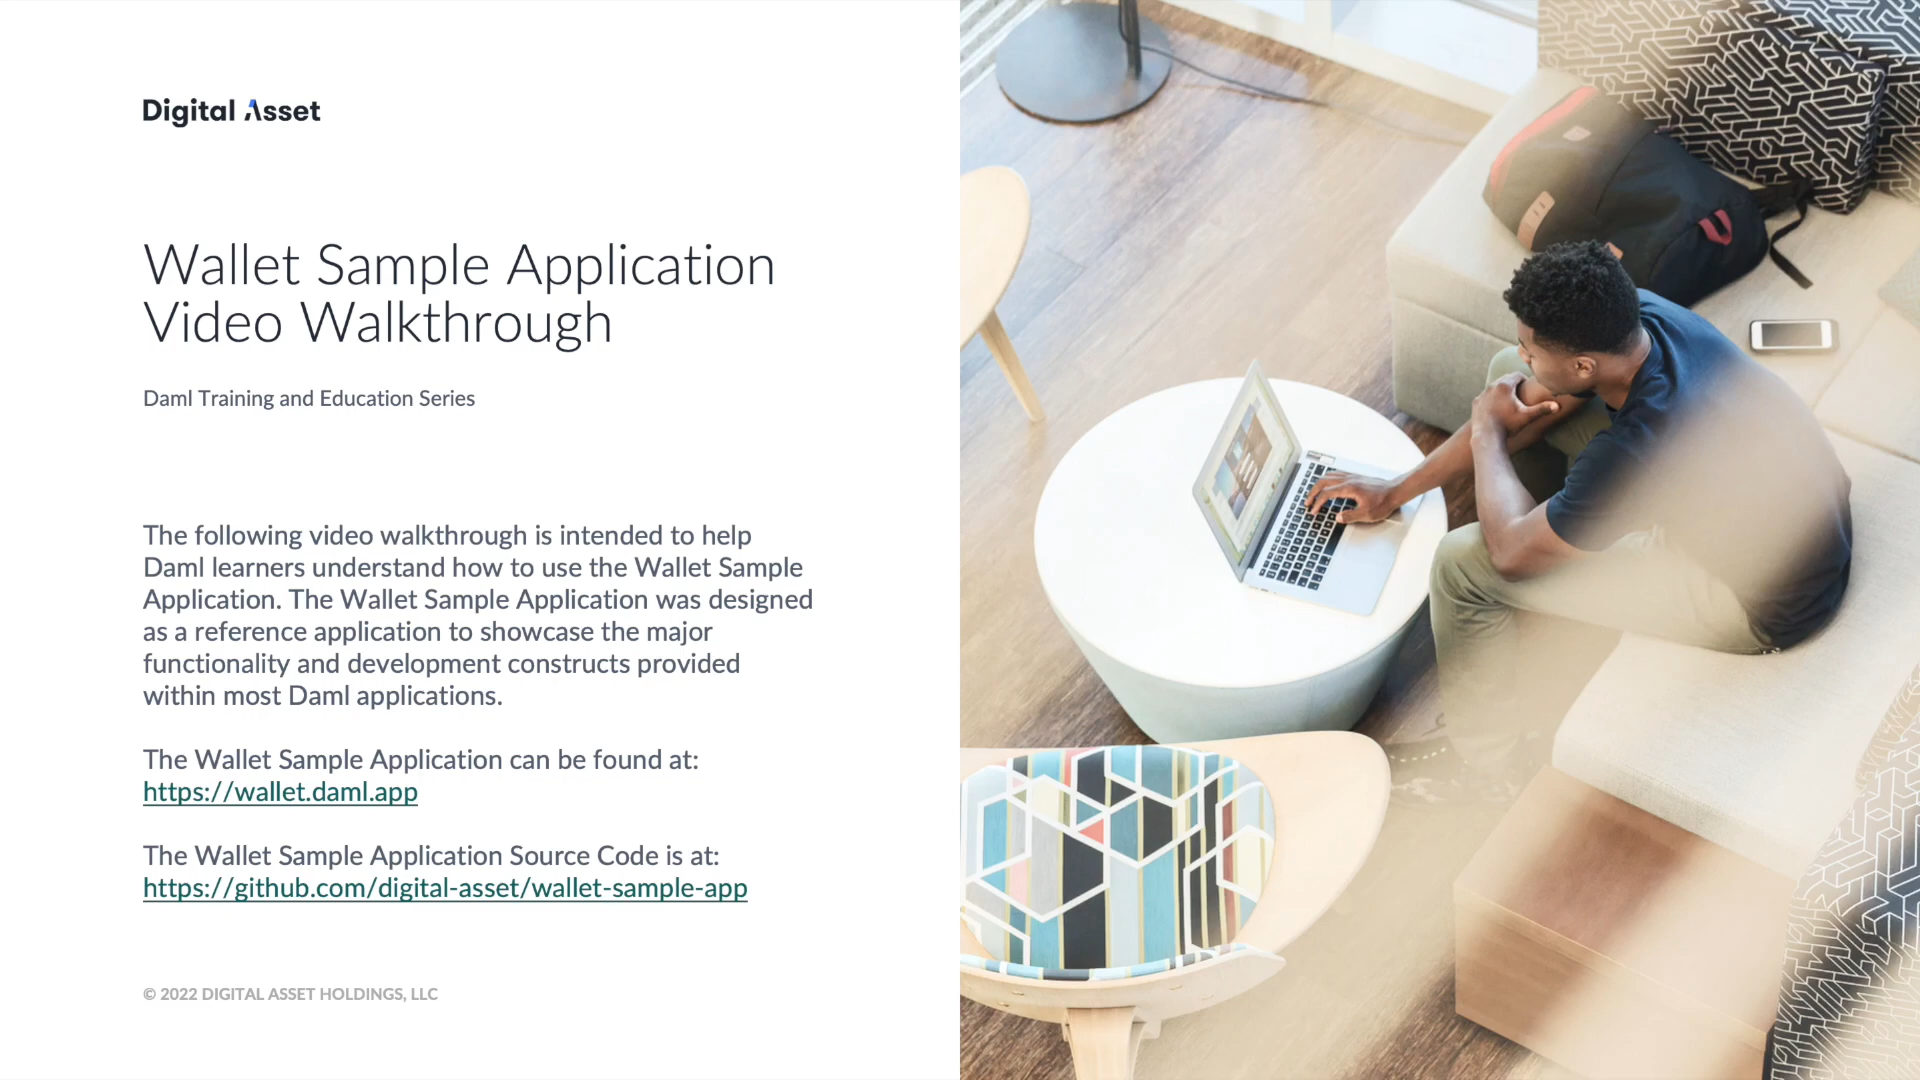 Digital Asset
Wallet Sample Application
Video Walkthrough
Daml Training and Education Series
The following video walkthrough is intended to help
Daml learners understand how to use the Wallet Sample
Application. The Wallet Sample Application was designed
as a reference application to showcase the major
functionality and development constructs provided
within most Daml applications.
The Wallet Sample Application can be found at:
https://wallet.daml.app
The Wallet Sample Application Source Code is at:
https://github.com/digital-asset/wallet-sample-app
© 2022 DIGITAL ASSET HOLDINGS, LLC